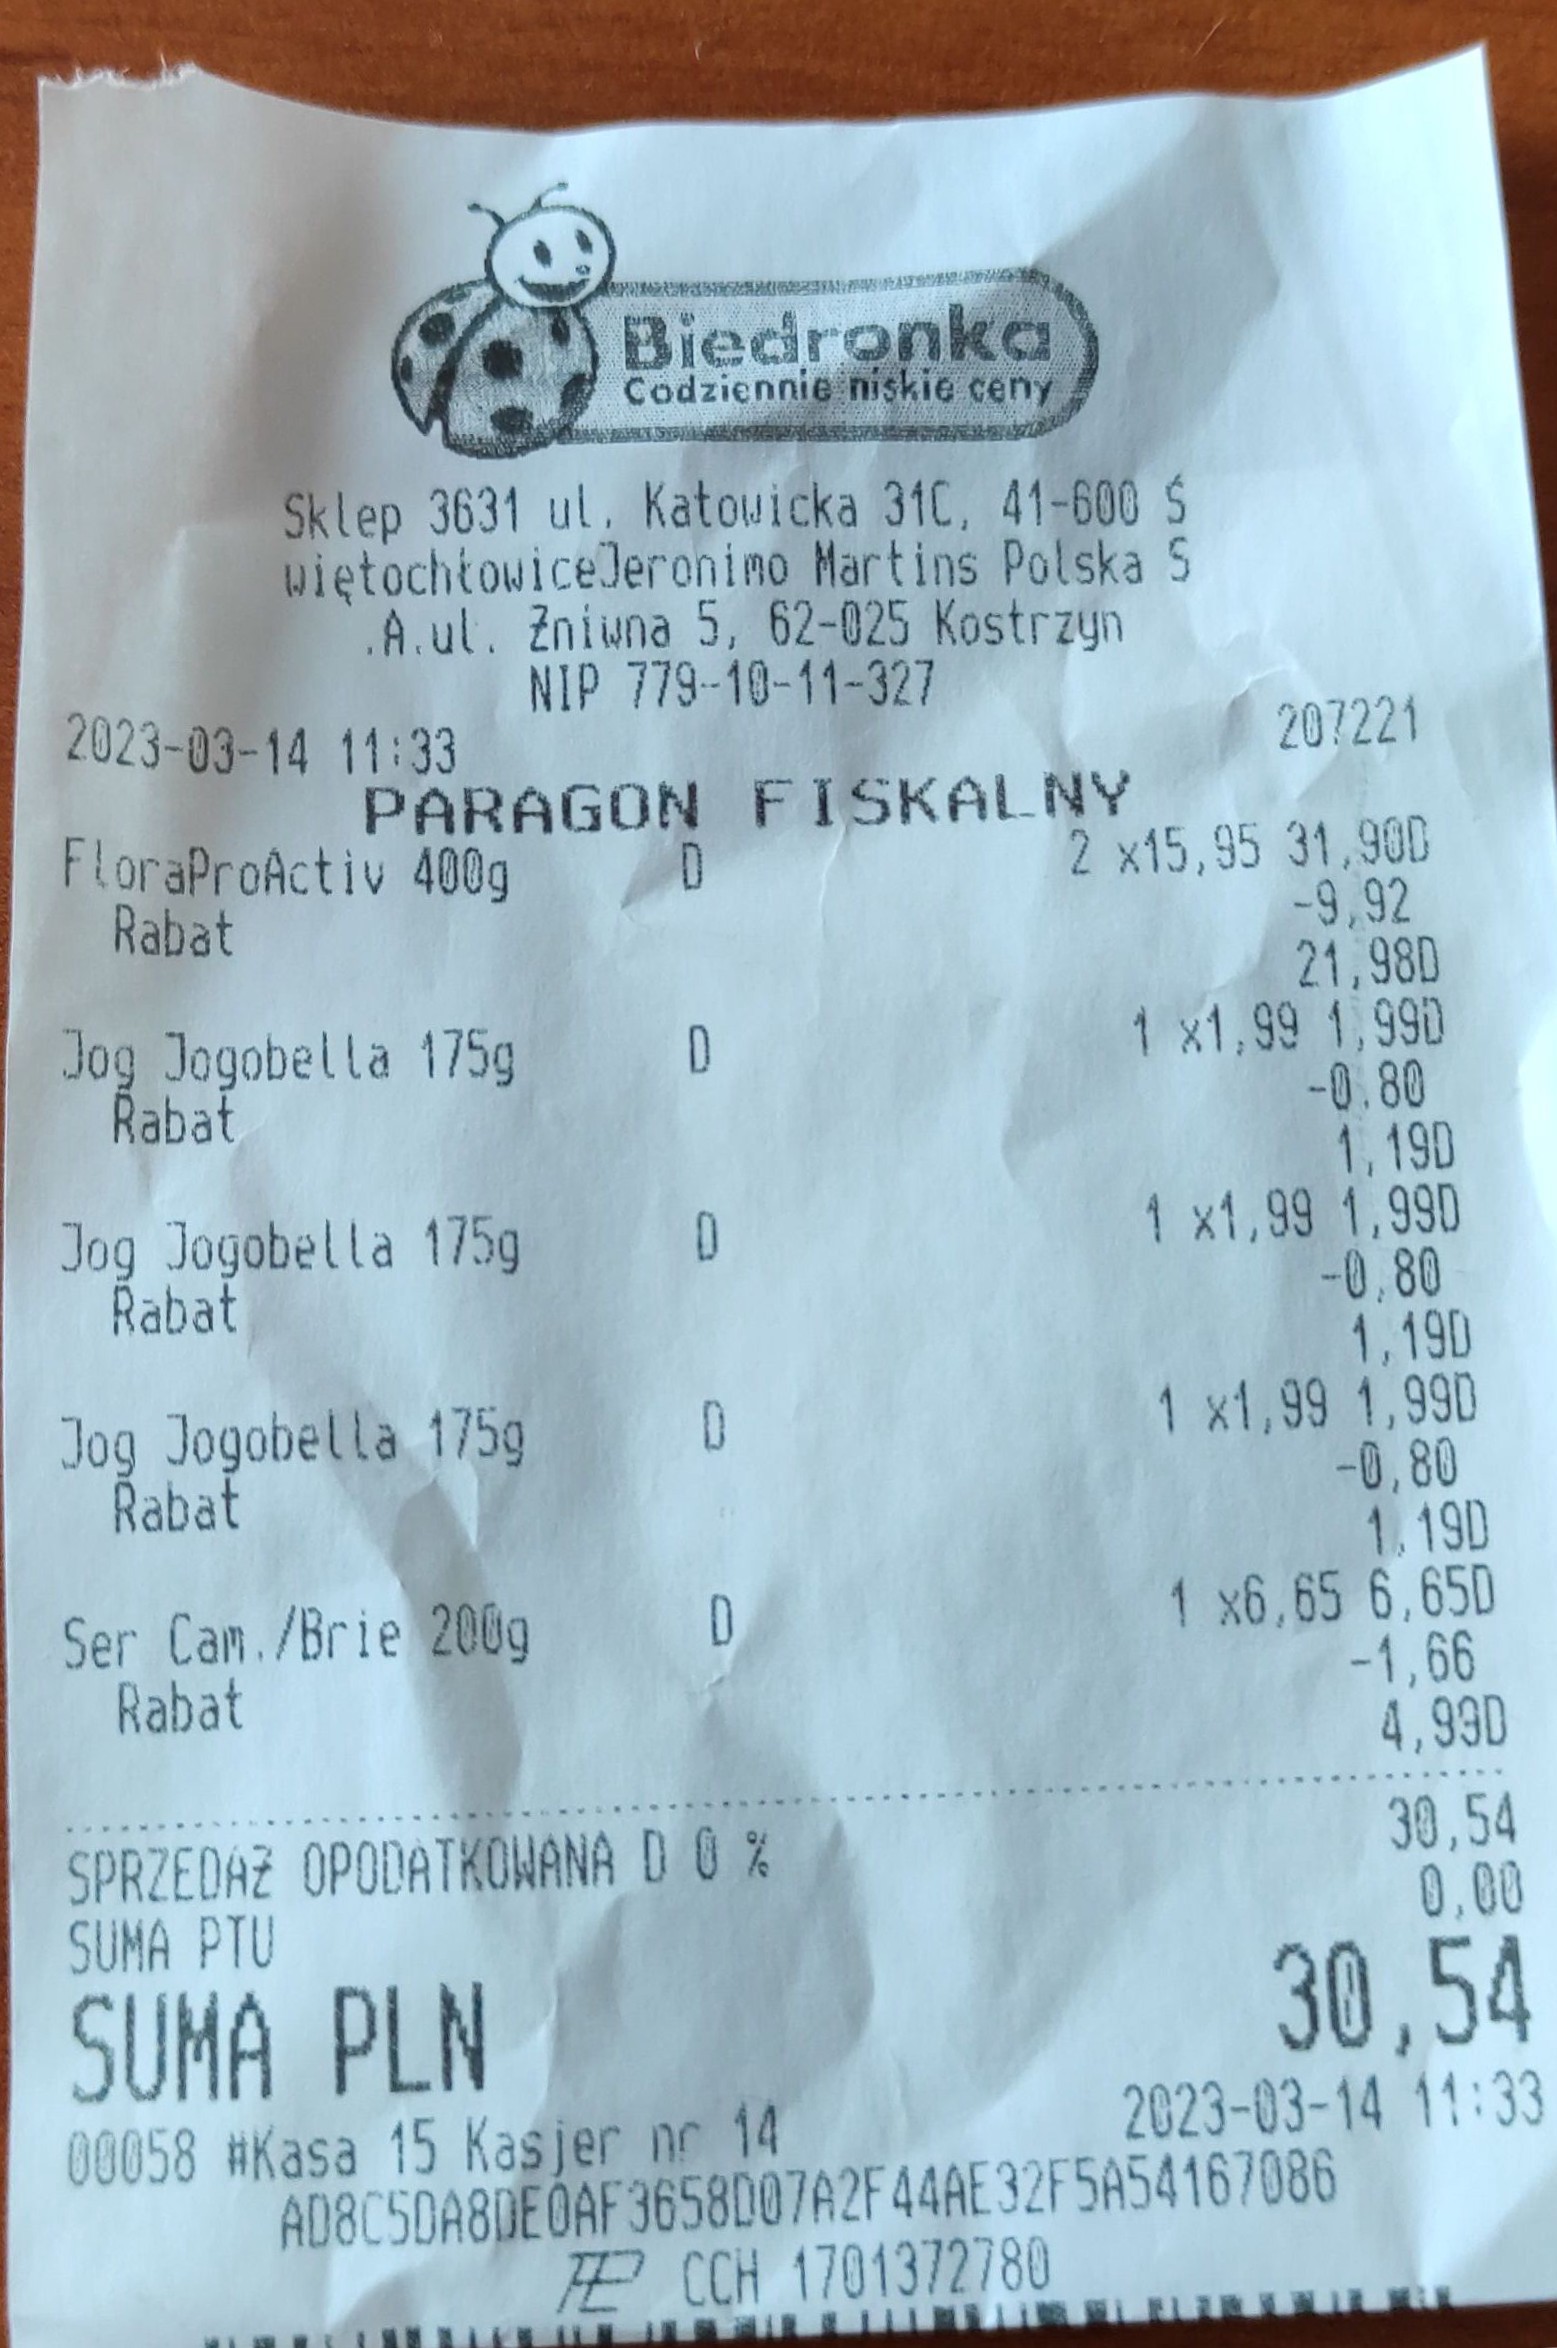 Biedronka
Codziennie niskie ceny
Sklep 3631 ul. Katowicka 31C, 41-600 Ś
więtochłowiceJeronimo Martins Polska S
.A.ul. Żniwna 5, 62-025 Kostrzyn
NIP 779-10-11-327
2023-03-14 11:33 207221
PARAGON FISKALNY
FloraProActiv 400g D 2 x15,95 31,90D
Rabat -9,92
21,98D
Jog Jogobella 175g D 1 x1,99 1,99D
Rabat -0,80
1,19D
Jog Jogobella 175g D 1 x1,99 1,99D
Rabat -0,80
1,19D
Jog Jogobella 175g D 1 x1,99 1,99D
Rabat -0,80
1,19D
Ser Cam./Brie 200g D 1 x6,65 6,65D
Rabat -1,66
4,99D
SPRZEDAŻ OPODATKOWANA D 0 % 30,54
SUMA PTU 0,00
SUMA PLN 30,54
00058 #Kasa 15 Kasjer nr 14 2023-03-14 11:33
AD8C5DA8DE0AF3658D07A2F44AE32F5A54167086
CCH 1701372780